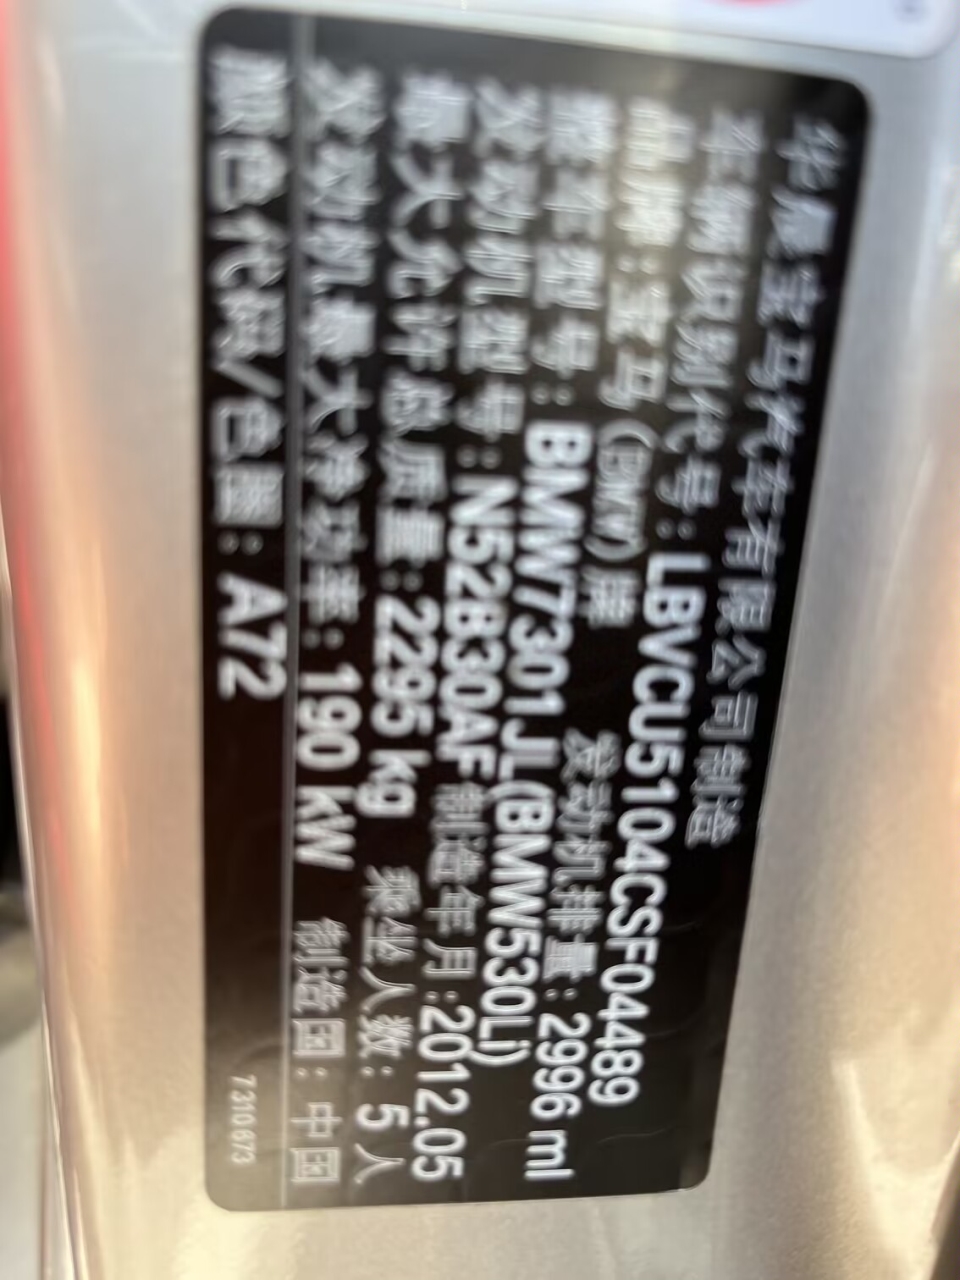 华晨宝马汽车有限公司制造
车辆识别代号：LBVCU5104CSF04489
品牌：宝马(BMW)牌 发动机排量：2996 ml
整车型号：BMW7301JL(BMW530Li)
发动机型号：N52B30AF 制造年月：2012.05
最大允许总质量：2295 kg 乘坐人数：5 人
发动机最大净功率：190 kW 制造国：中国
颜色代码/色图：A72
7310673